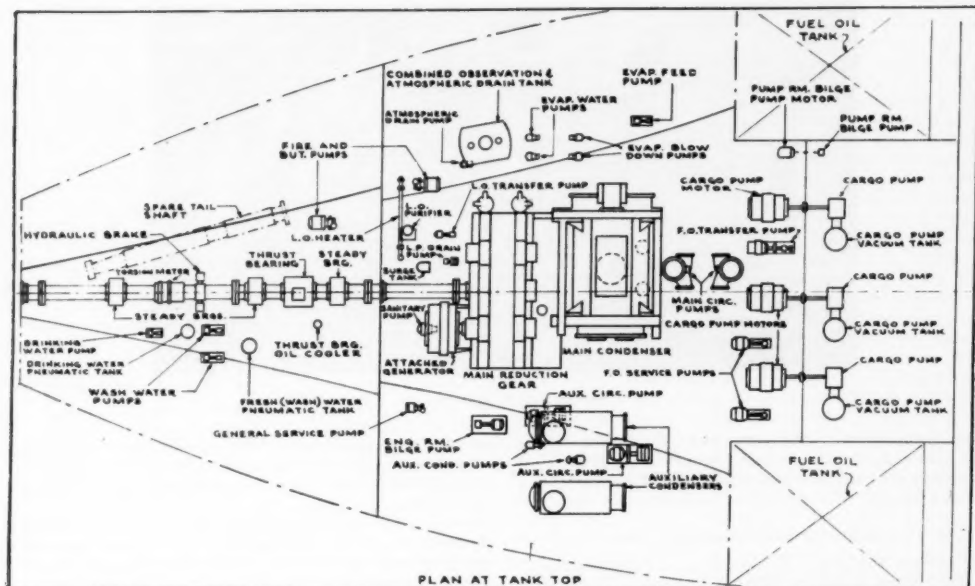 FUEL OIL
TANK
COMBINED OBSERVATION &
ATMOSPHERIC DRAIN TANK
EVAP. FEED
PUMP
ATMOSPHERIC
DRAIN PUMP
EVAP. WATER
PUMPS
PUMP RM. BILGE
PUMP MOTOR
PUMP RM.
BILGE PUMP
FIRE AND
BUT. PUMPS
EVAP. BLOW
DOWN PUMPS
L.O. TRANSFER PUMP
CARGO PUMP
MOTOR
CARGO PUMP
SPARE TAIL
SHAFT
L.O.
PURIFIER
L.O. HEATER
HYDRAULIC BRAKE
F.O. TRANSFER PUMP
CARGO PUMP
VACUUM TANK
THRUST
BEARING
STEADY
BRG.
L.P. DRAIN
PUMPS
TORSION METER
SURGE
TANK
CARGO PUMP
MAIN CIRC.
PUMPS
STEADY BRGS.
SANITARY
PUMP
CARGO PUMP MOTORS
CARGO PUMP
VACUUM TANK
DRINKING
WATER PUMP
THRUST BRG.
OIL COOLER
MAIN CONDENSER
DRINKING WATER
PNEUMATIC TANK
ATTACHED
GENERATOR
MAIN REDUCTION
GEAR
F.O. SERVICE PUMPS
CARGO PUMP
WASH WATER
PUMPS
FRESH (WASH) WATER
PNEUMATIC TANK
AUX. CIRC. PUMP
CARGO PUMP
VACUUM TANK
GENERAL SERVICE PUMP
ENG. RM.
BILGE PUMP
AUX. COND. PUMPS
AUX. CIRC. PUMP
AUXILIARY
CONDENSERS
FUEL OIL
TANK
PLAN AT TANK TOP